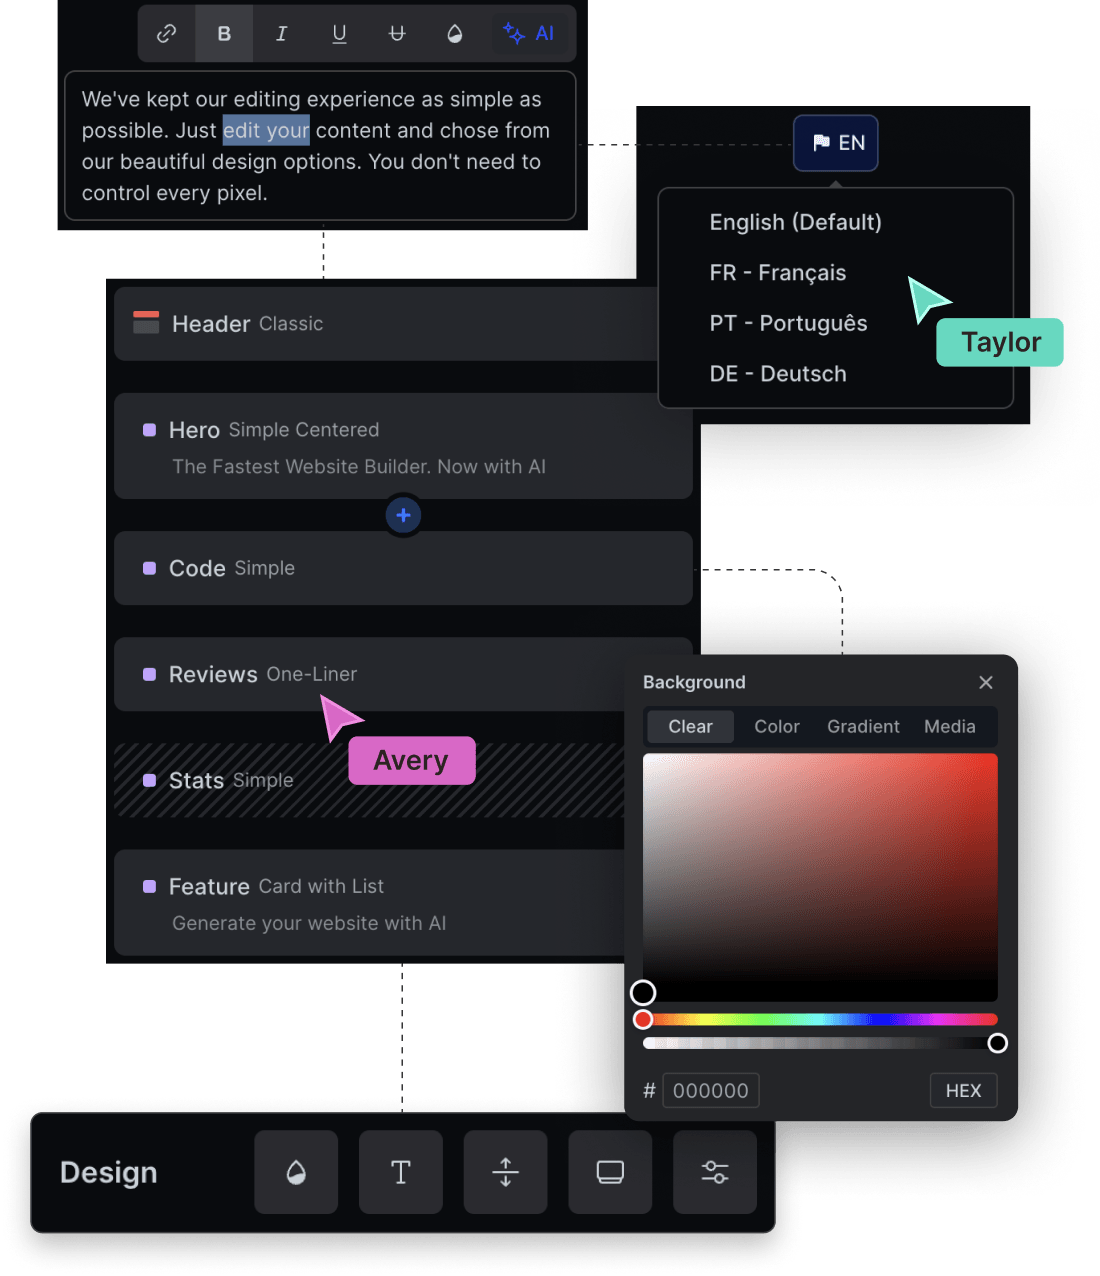 B I U AI
We've kept our editing experience as simple as
possible. Just edit your content and chose from
our beautiful design options. You don't need to
control every pixel.
EN
English (Default)
FR - Français
PT - Português
DE - Deutsch
Taylor
Header Classic
Hero Simple Centered
The Fastest Website Builder. Now with AI
Code Simple
Reviews One-Liner
Avery
Stats Simple
Feature Card with List
Generate your website with AI
Background
Clear Color Gradient Media
# 000000 HEX
Design
T